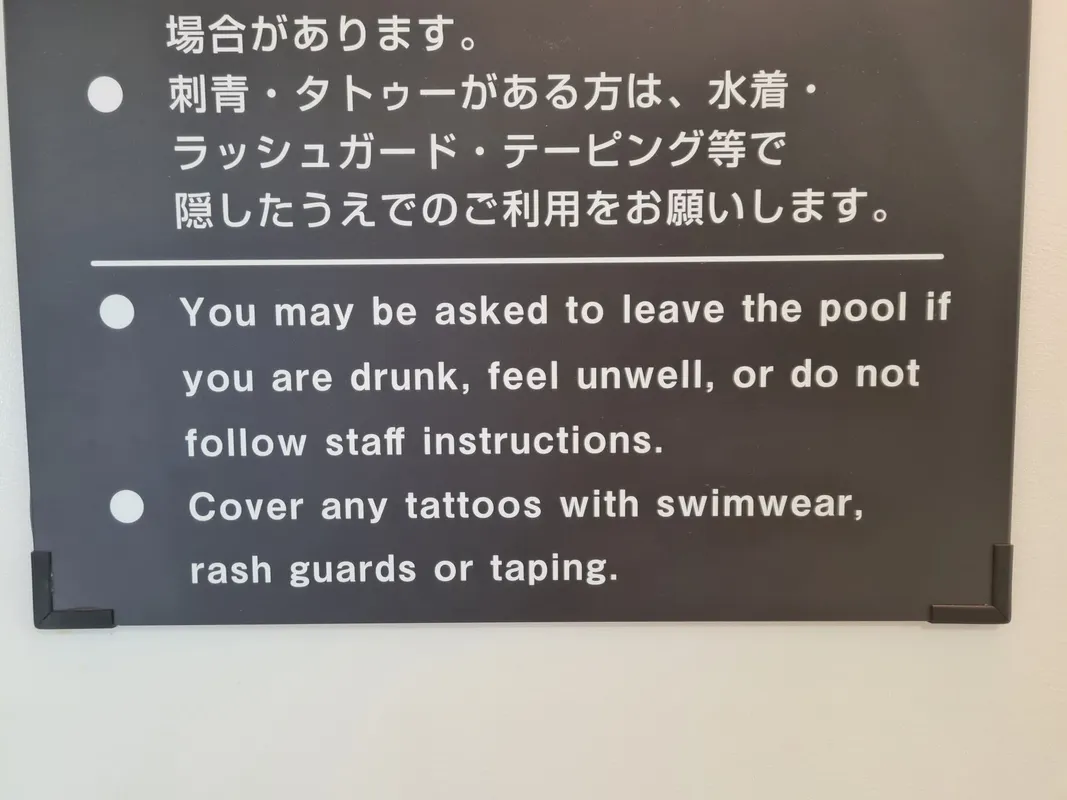 場合があります。
● 刺青・タトゥーがある方は、水着・
ラッシュガード・テーピング等で
隠したうえでのご利用をお願いします。
● You may be asked to leave the pool if
you are drunk, feel unwell, or do not
follow staff instructions.
● Cover any tattoos with swimwear,
rash guards or taping.